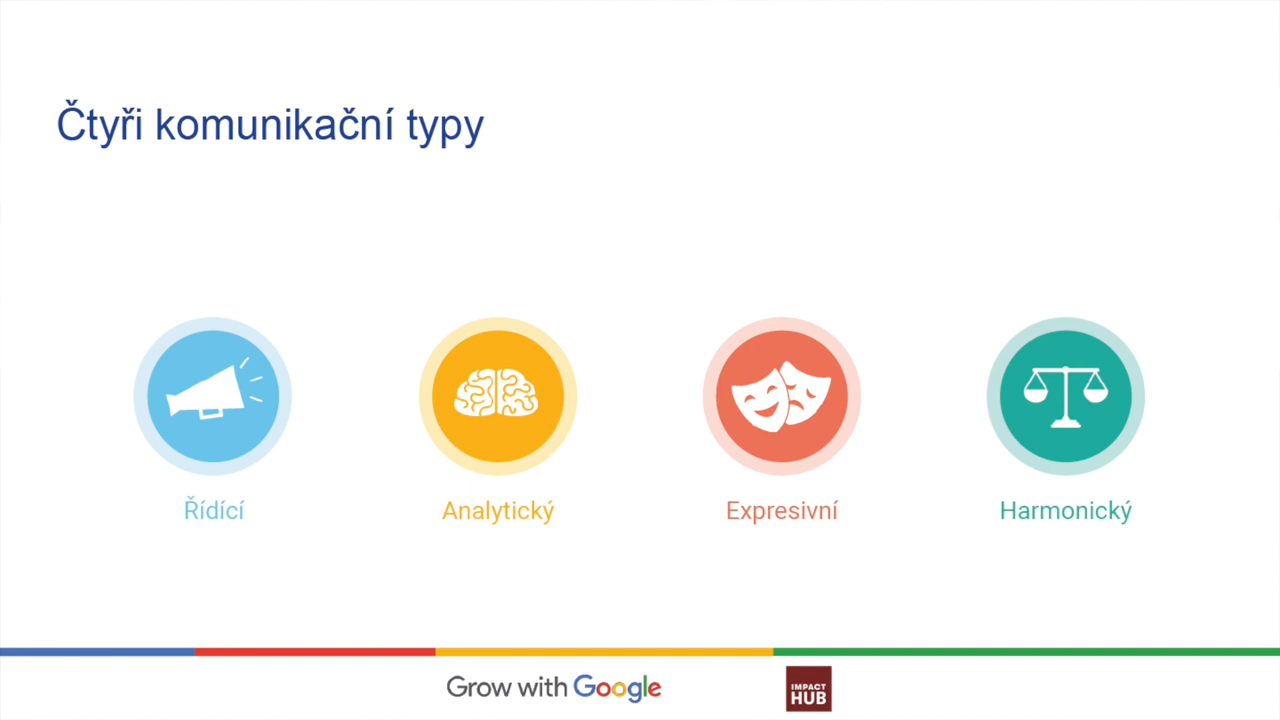 Čtyři komunikační typy
Řídící
Analytický
Expresivní
Harmonický
Grow with Google
IMPACT
HUB